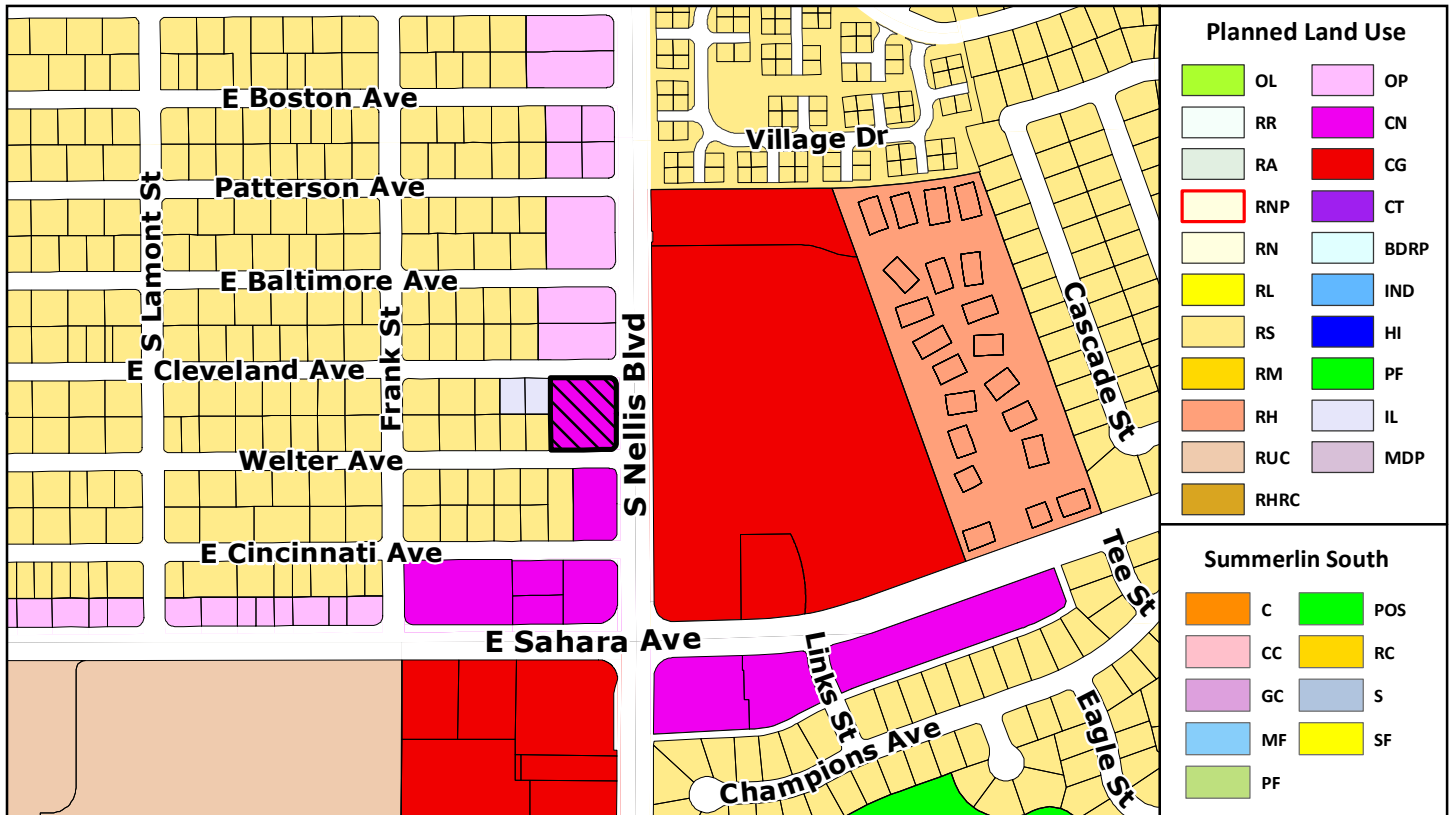 E Boston Ave
Village Dr
Patterson Ave
S Lamont St
E Baltimore Ave
Frank St
Cascade St
S Nellis Blvd
E Cleveland Ave
Welter Ave
E Cincinnati Ave
Tee St
E Sahara Ave
Links St
Champions Ave
Eagle St
Planned Land Use
OL OP
RR CN
RA CG
RNP CT
RN BDRP
RL IND
RS HI
RM PF
RH IL
RUC MDP
RHRC
Summerlin South
C POS
CC RC
GC S
MF SF
PF